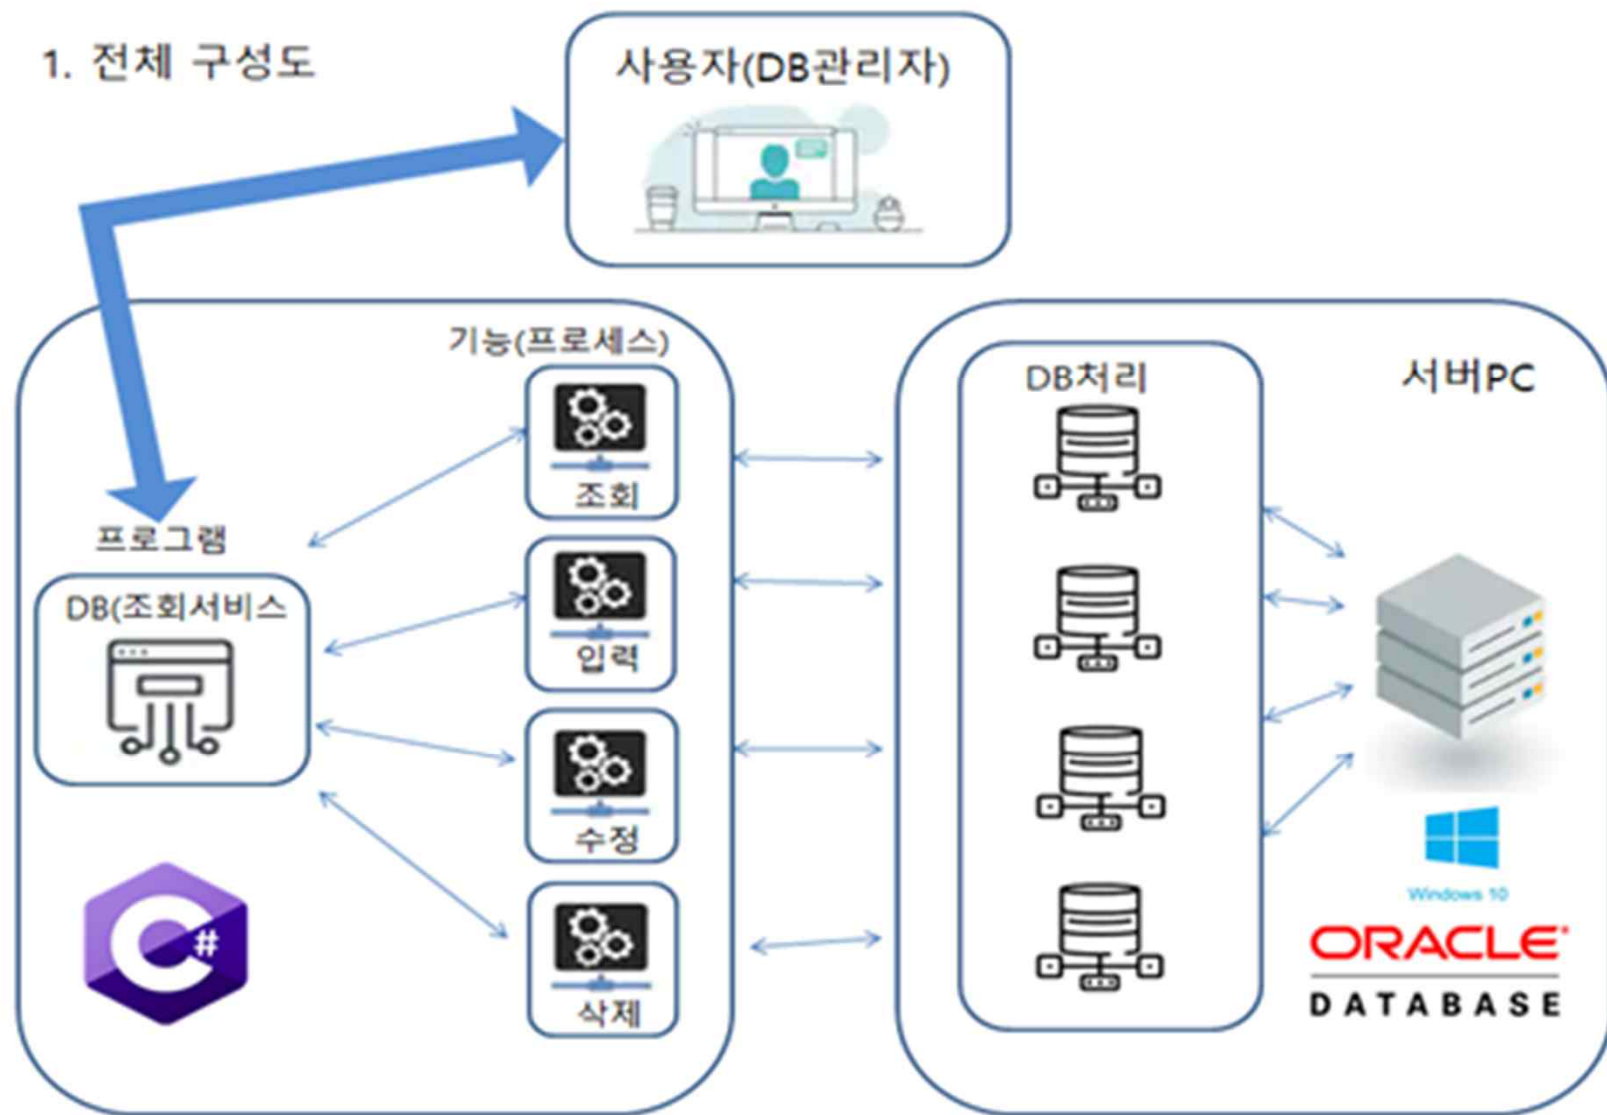 1. 전체 구성도
사용자(DB관리자)
기능(프로세스)
조회
입력
수정
삭제
프로그램
DB(조회서비스
C#
DB처리
서버PC
Windows 10
ORACLE
DATABASE